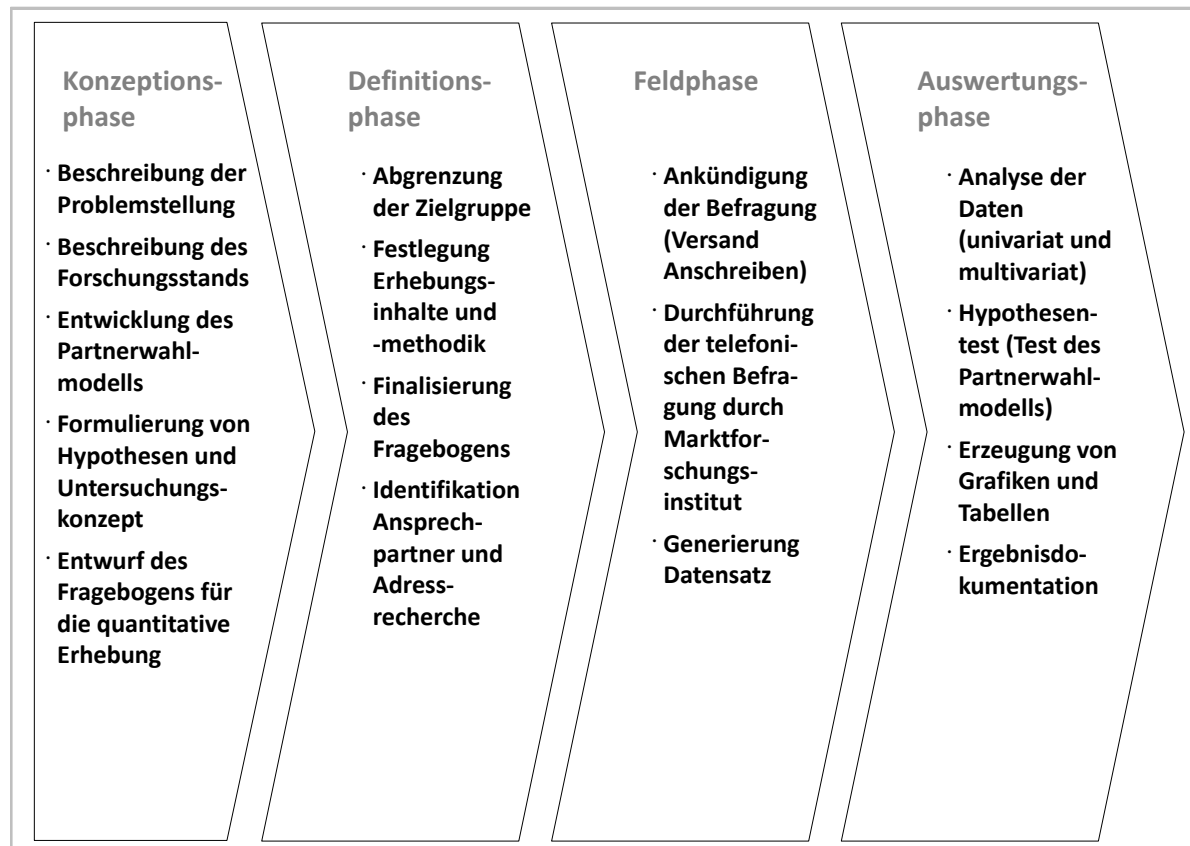 Konzeptions-
phase
· Beschreibung der
Problemstellung
· Beschreibung des
Forschungsstands
· Entwicklung des
Partnerwahl-
modells
· Formulierung von
Hypothesen und
Untersuchungs-
konzept
· Entwurf des
Fragebogens für
die quantitative
Erhebung
Definitions-
phase
· Abgrenzung
der Zielgruppe
· Festlegung
Erhebungs-
inhalte und
-methodik
· Finalisierung
des
Fragebogens
· Identifikation
Ansprech-
partner und
Adress-
recherche
Feldphase
· Ankündigung
der Befragung
(Versand
Anschreiben)
· Durchführung
der telefoni-
schen Befra-
gung durch
Marktfor-
schungs-
institut
· Generierung
Datensatz
Auswertungs-
phase
· Analyse der
Daten
(univariat und
multivariat)
· Hypothesen-
test (Test des
Partnerwahl-
modells)
· Erzeugung von
Grafiken und
Tabellen
· Ergebnisdo-
kumentation